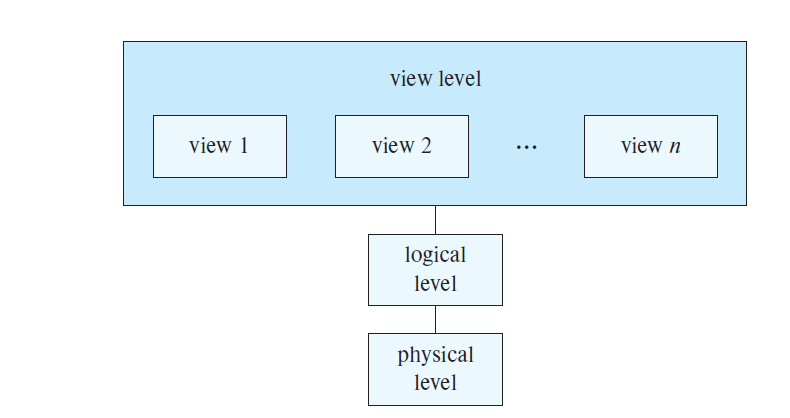 view level
view 1
view 2
...
view n
logical
level
physical
level